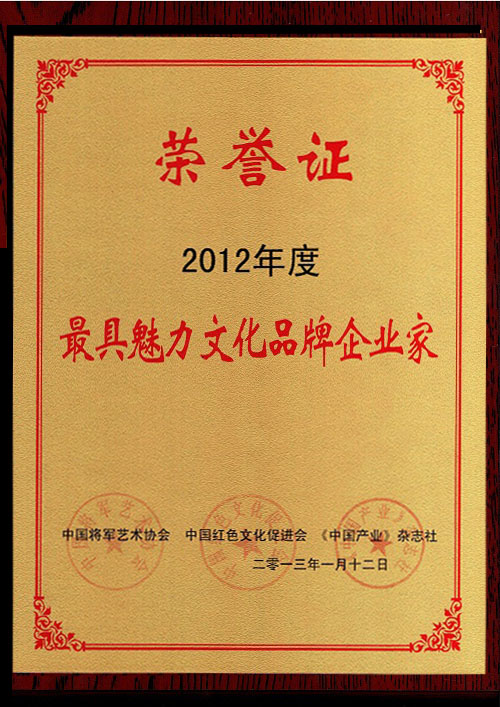 荣誉证
2012年度
最具魅力文化品牌企业家
中国将军艺术协会 中国红色文化促进会 《中国产业》杂志社
二零一三年一月十二日